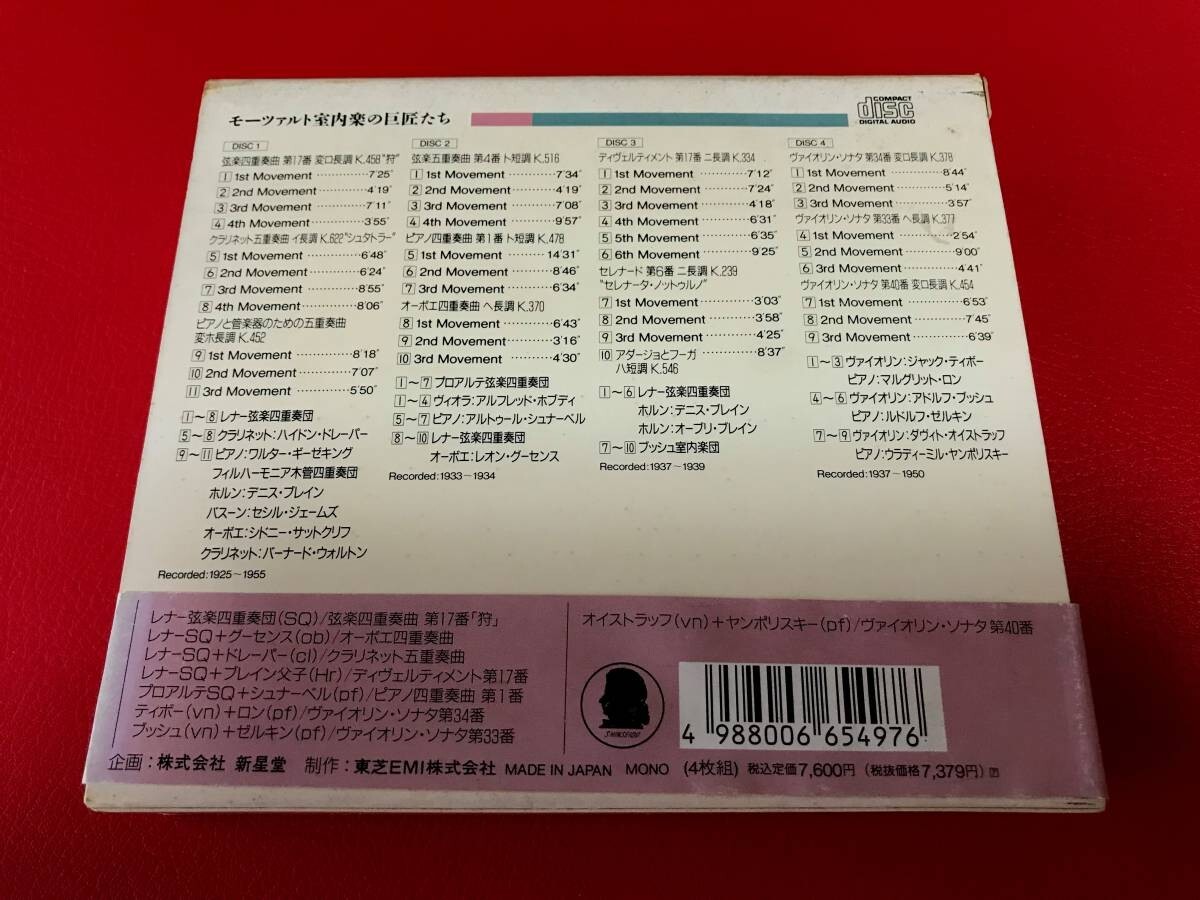 モーツァルト室内楽の巨匠たち
COMPACT
disc
DIGITAL AUDIO
DISC 1
弦楽四重奏曲 第17番 変ロ長調 K.458"狩"
1 1st Movement …………7'25"
2 2nd Movement …………4'19"
3 3rd Movement …………7'11"
4 4th Movement …………3'55"
クラリネット五重奏曲 イ長調 K.622"シュタトラー"
5 1st Movement …………6'48"
6 2nd Movement …………6'24"
7 3rd Movement …………8'55"
8 4th Movement …………8'06"
ピアノと管楽器のための五重奏曲
変ホ長調 K.452
9 1st Movement …………8'18"
10 2nd Movement …………7'07"
11 3rd Movement …………5'50"
1〜8 レナー弦楽四重奏団
5〜8 クラリネット:ハイドン・ドレーパー
9〜11 ピアノ:ワルター・ギーゼキング
フィルハーモニア木管四重奏団
ホルン:デニス・ブレイン
バスーン:セシル・ジェームズ
オーボエ:シドニー・サットクリフ
クラリネット:バーナード・ウォルトン
Recorded:1925〜1955
DISC 2
弦楽五重奏曲 第4番 ト短調 K.516
1 1st Movement …………7'34"
2 2nd Movement …………4'19"
3 3rd Movement …………7'08"
4 4th Movement …………9'57"
ピアノ四重奏曲 第1番 ト短調 K.478
5 1st Movement …………14'31"
6 2nd Movement …………8'46"
7 3rd Movement …………6'34"
オーボエ四重奏曲 ヘ長調 K.370
8 1st Movement …………6'43"
9 2nd Movement …………3'16"
10 3rd Movement …………4'30"
1〜7 プロアルテ弦楽四重奏団
1〜4 ヴィオラ:アルフレッド・ホブディ
5〜7 ピアノ:アルトゥール・シュナーベル
8〜10 レナー弦楽四重奏団
オーボエ:レオン・グーセンス
Recorded:1933〜1934
DISC 3
ディヴェルティメント 第17番 ニ長調 K.334
1 1st Movement …………7'12"
2 2nd Movement …………7'24"
3 3rd Movement …………4'18"
4 4th Movement …………6'31"
5 5th Movement …………6'35"
6 6th Movement …………9'25"
セレナード 第6番 ニ長調 K.239
"セレナータ・ノットゥルノ"
7 1st Movement …………3'03"
8 2nd Movement …………3'58"
9 3rd Movement …………4'25"
10 アダージョとフーガ …………8'37"
ハ短調 K.546
1〜6 レナー弦楽四重奏団
ホルン:デニス・ブレイン
ホルン:オーブリ・ブレイン
7〜10 ブッシュ室内楽団
Recorded:1937〜1939
DISC 4
ヴァイオリン・ソナタ 第34番 変ロ長調 K.378
1 1st Movement …………8'44"
2 2nd Movement …………5'14"
3 3rd Movement …………3'57"
ヴァイオリン・ソナタ 第33番 ヘ長調 K.377
4 1st Movement …………2'54"
5 2nd Movement …………9'00"
6 3rd Movement …………4'41"
ヴァイオリン・ソナタ 第40番 変ロ長調 K.454
7 1st Movement …………6'53"
8 2nd Movement …………7'45"
9 3rd Movement …………6'39"
1〜3 ヴァイオリン:ジャック・ティボー
ピアノ:マルグリット・ロン
4〜6 ヴァイオリン:アドルフ・ブッシュ
ピアノ:ルドルフ・ゼルキン
7〜9 ヴァイオリン:ダヴィト・オイストラッフ
ピアノ:ウラディーミル・ヤンポリスキー
Recorded:1937〜1950
レナー弦楽四重奏団(SQ)/弦楽四重奏曲 第17番「狩」
レナーSQ+グーセンス(ob)/オーボエ四重奏曲
レナーSQ+ドレーパー(cl)/クラリネット五重奏曲
レナーSQ+ブレイン父子(Hr)/ディヴェルティメント第17番
プロアルテSQ+シュナーベル(pf)/ピアノ四重奏曲 第1番
ティボー(vn)+ロン(pf)/ヴァイオリン・ソナタ第34番
ブッシュ(vn)+ゼルキン(pf)/ヴァイオリン・ソナタ第33番
オイストラッフ(vn)+ヤンポリスキー(pf)/ヴァイオリン・ソナタ 第40番
4 988006 654976
企画:株式会社 新星堂 制作:東芝EMI株式会社 MADE IN JAPAN MONO (4枚組) 税込定価7,600円 (税抜価格7,379円)